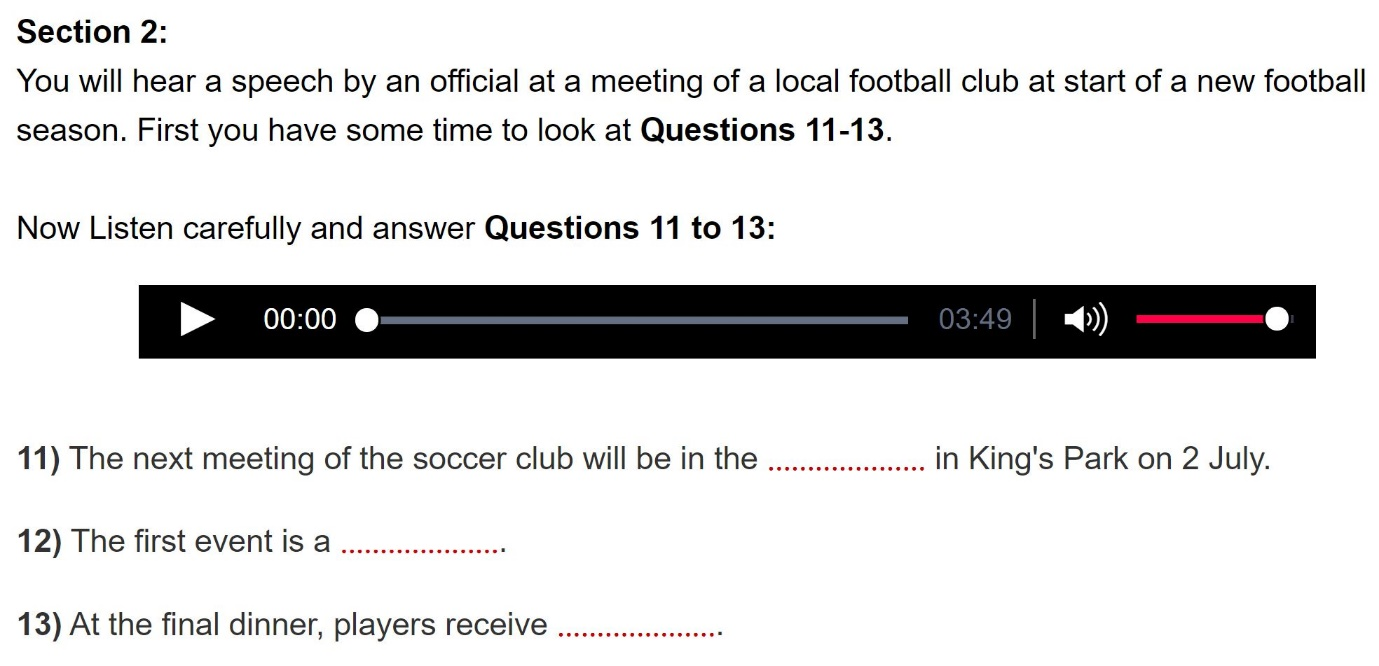 Section 2:
You will hear a speech by an official at a meeting of a local football club at start of a new football
season. First you have some time to look at Questions 11-13.
Now Listen carefully and answer Questions 11 to 13:
00:00 03:49
11) The next meeting of the soccer club will be in the .................... in King's Park on 2 July.
12) The first event is a .....................
13) At the final dinner, players receive .....................